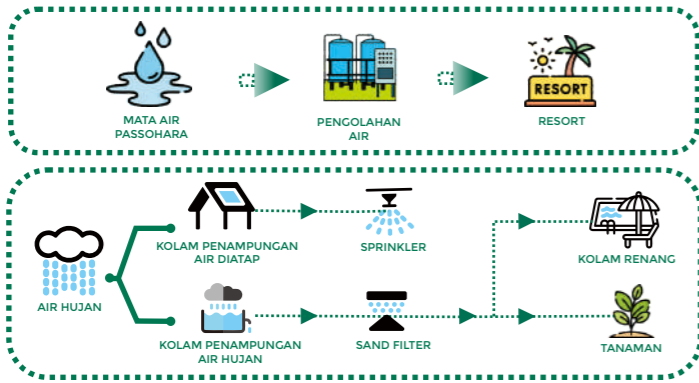 MATA AIR
PASSOHARA
PENGOLAHAN
AIR
RESORT
RESORT
AIR HUJAN
KOLAM PENAMPUNGAN
AIR DIATAP
SPRINKLER
KOLAM RENANG
KOLAM PENAMPUNGAN
AIR HUJAN
SAND FILTER
TANAMAN